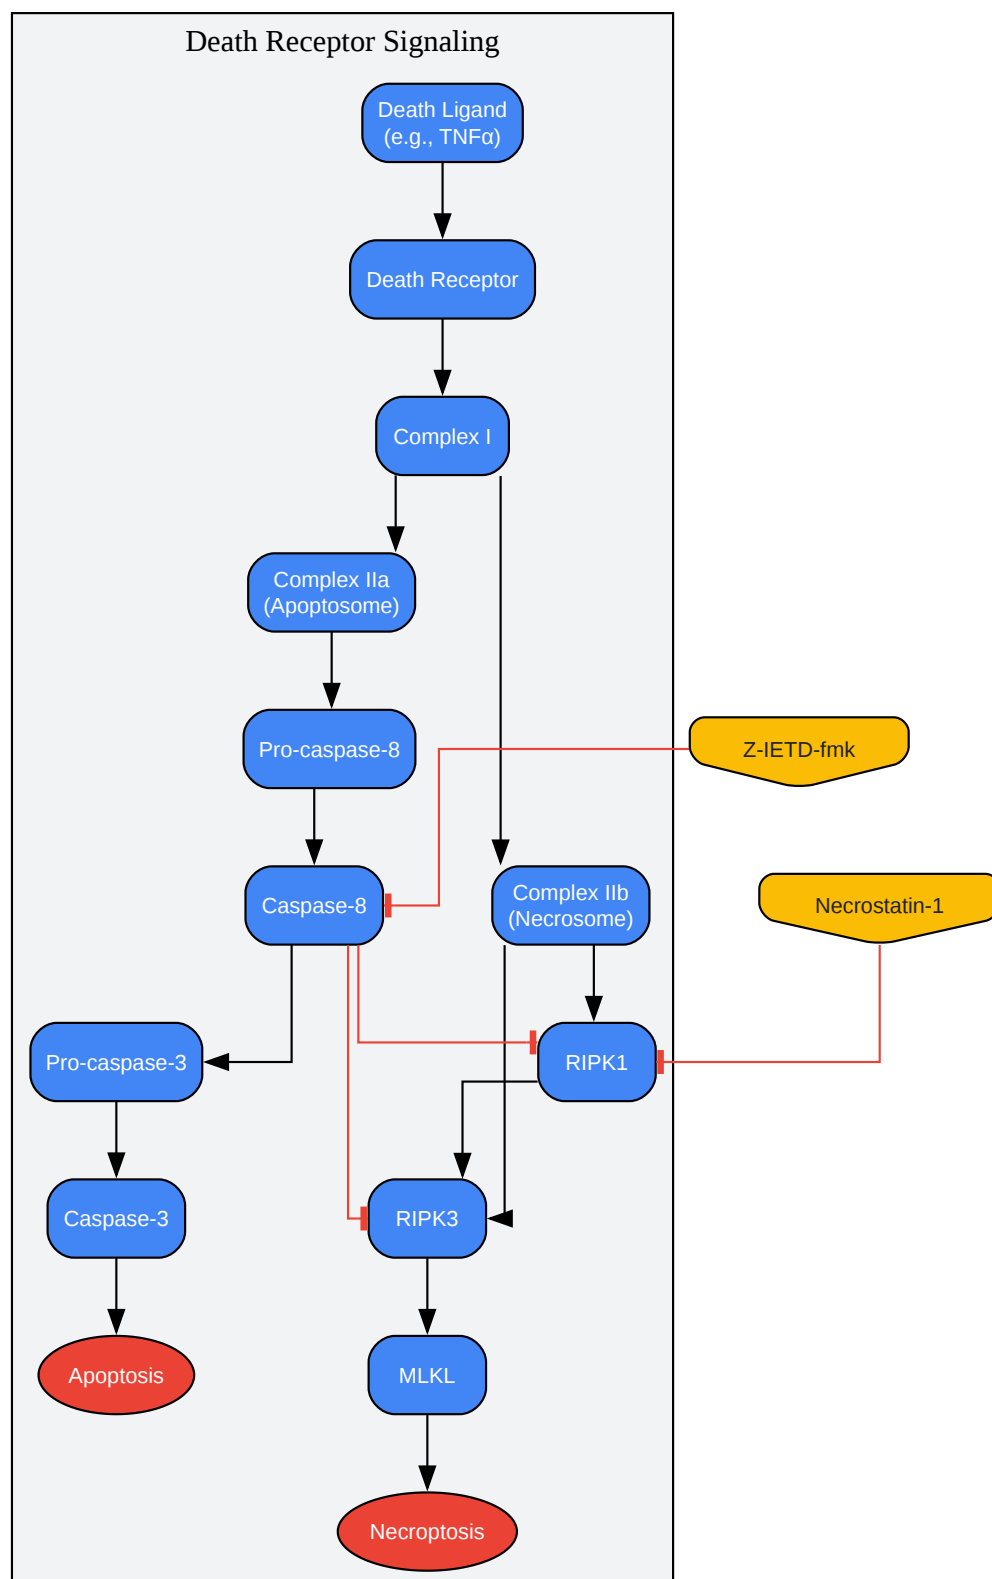 Death Receptor Signaling
Death Ligand
(e.g., TNFα)
Death Receptor
Complex I
Complex IIa
(Apoptosome)
Pro-caspase-8
Z-IETD-fmk
Caspase-8
Complex IIb
(Necrosome)
Necrostatin-1
Pro-caspase-3
RIPK1
Caspase-3
RIPK3
Apoptosis
MLKL
Necroptosis